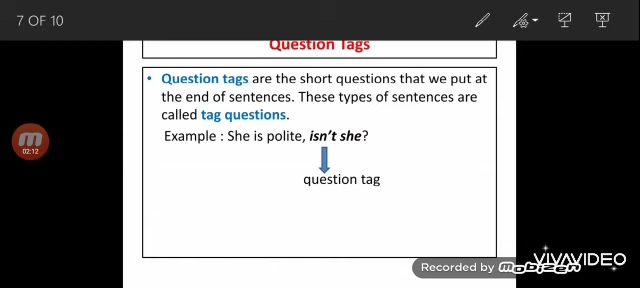 7 OF 10
Question Tags
• Question tags are the short questions that we put at
the end of sentences. These types of sentences are
called tag questions.
Example : She is polite, isn't she?
question tag
02:12
Recorded by mobizen
VIVAVIDEO